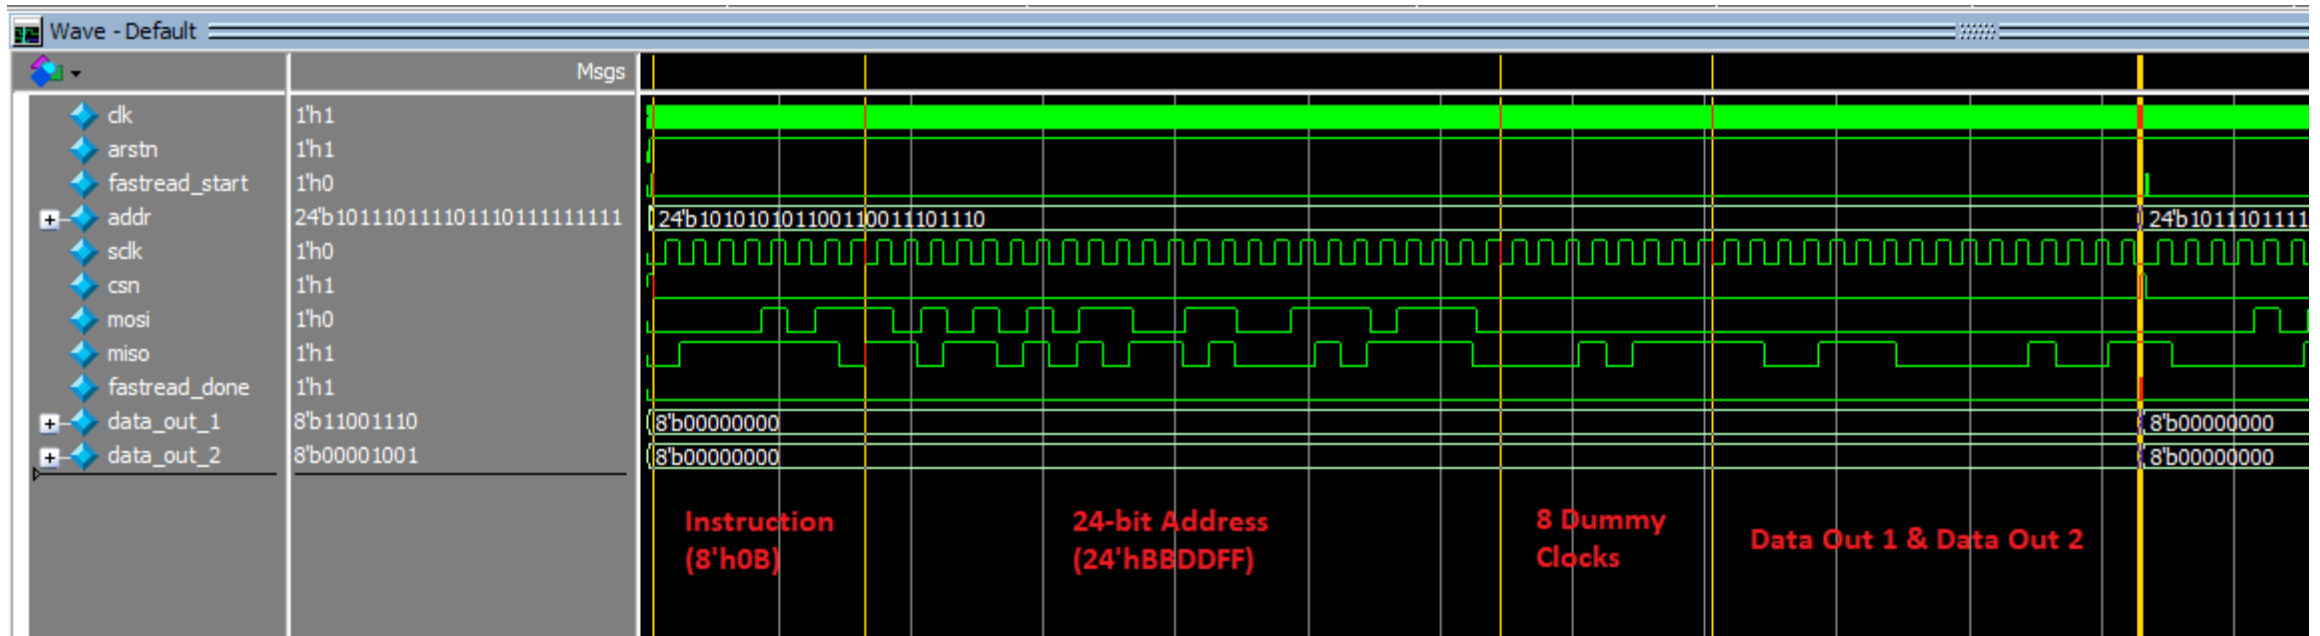 Wave - Default
Msgs
clk 1'h1
arstn 1'h1
fastread_start 1'h0
addr 24'b101110111101110111111111 24'b101010101100110011101110 24'b1011101111
sclk 1'h0
csn 1'h1
mosi 1'h0
miso 1'h1
fastread_done 1'h1
data_out_1 8'b11001110 8'b00000000 8'b00000000
data_out_2 8'b00001001 8'b00000000 8'b00000000
Instruction
(8'h0B)
24-bit Address
(24'hBBDDFF)
8 Dummy
Clocks
Data Out 1 & Data Out 2